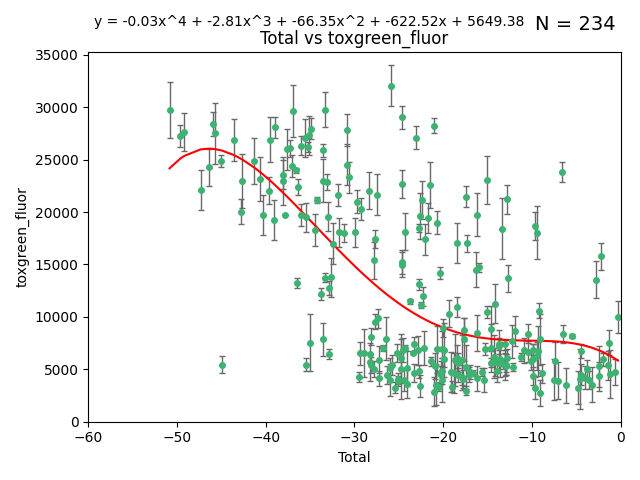 y = -0.03x^4 + -2.81x^3 + -66.35x^2 + -622.52x + 5649.38 N = 234
Total vs toxgreen_fluor
35000
30000
25000
20000
15000
10000
5000
0
toxgreen_fluor
−60 −50 −40 −30 −20 −10 0
Total